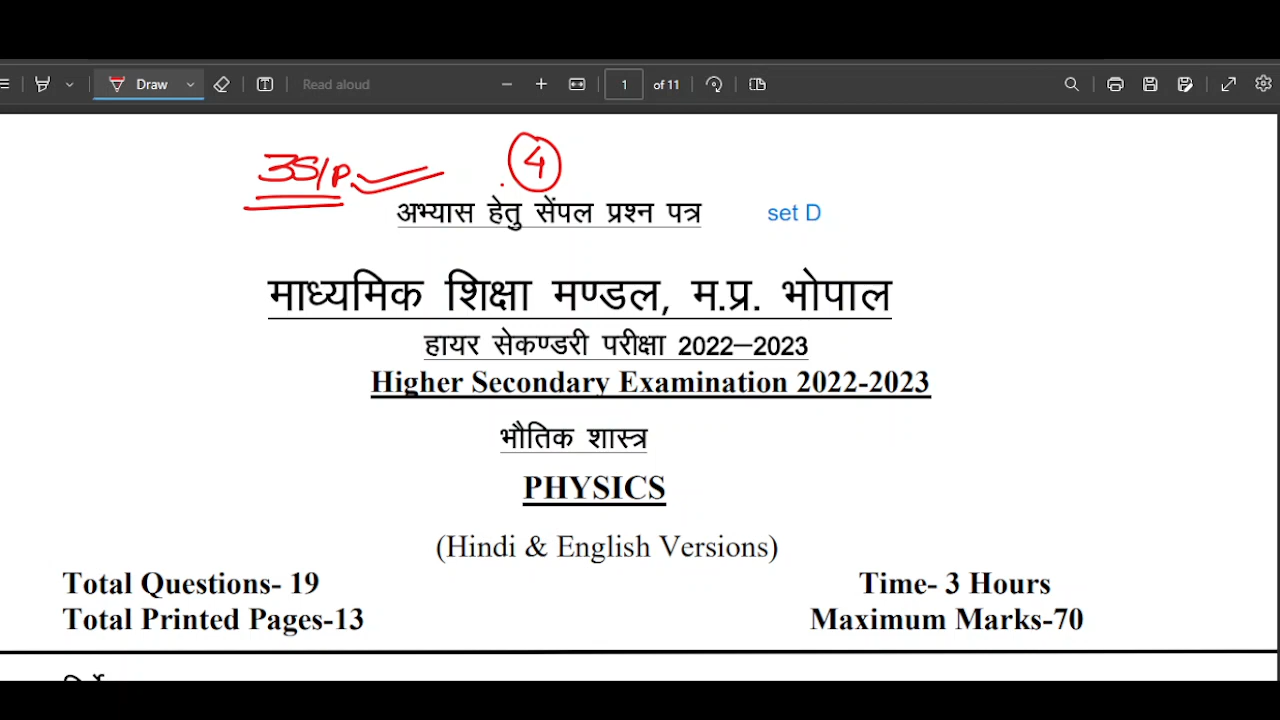 Draw Read aloud 1 of 11
3S/p 4
अभ्यास हेतु सेंपल प्रश्न पत्र set D
माध्यमिक शिक्षा मण्डल, म.प्र. भोपाल
हायर सेकण्डरी परीक्षा 2022–2023
Higher Secondary Examination 2022-2023
भौतिक शास्त्र
PHYSICS
(Hindi & English Versions)
Total Questions- 19 Time- 3 Hours
Total Printed Pages-13 Maximum Marks-70